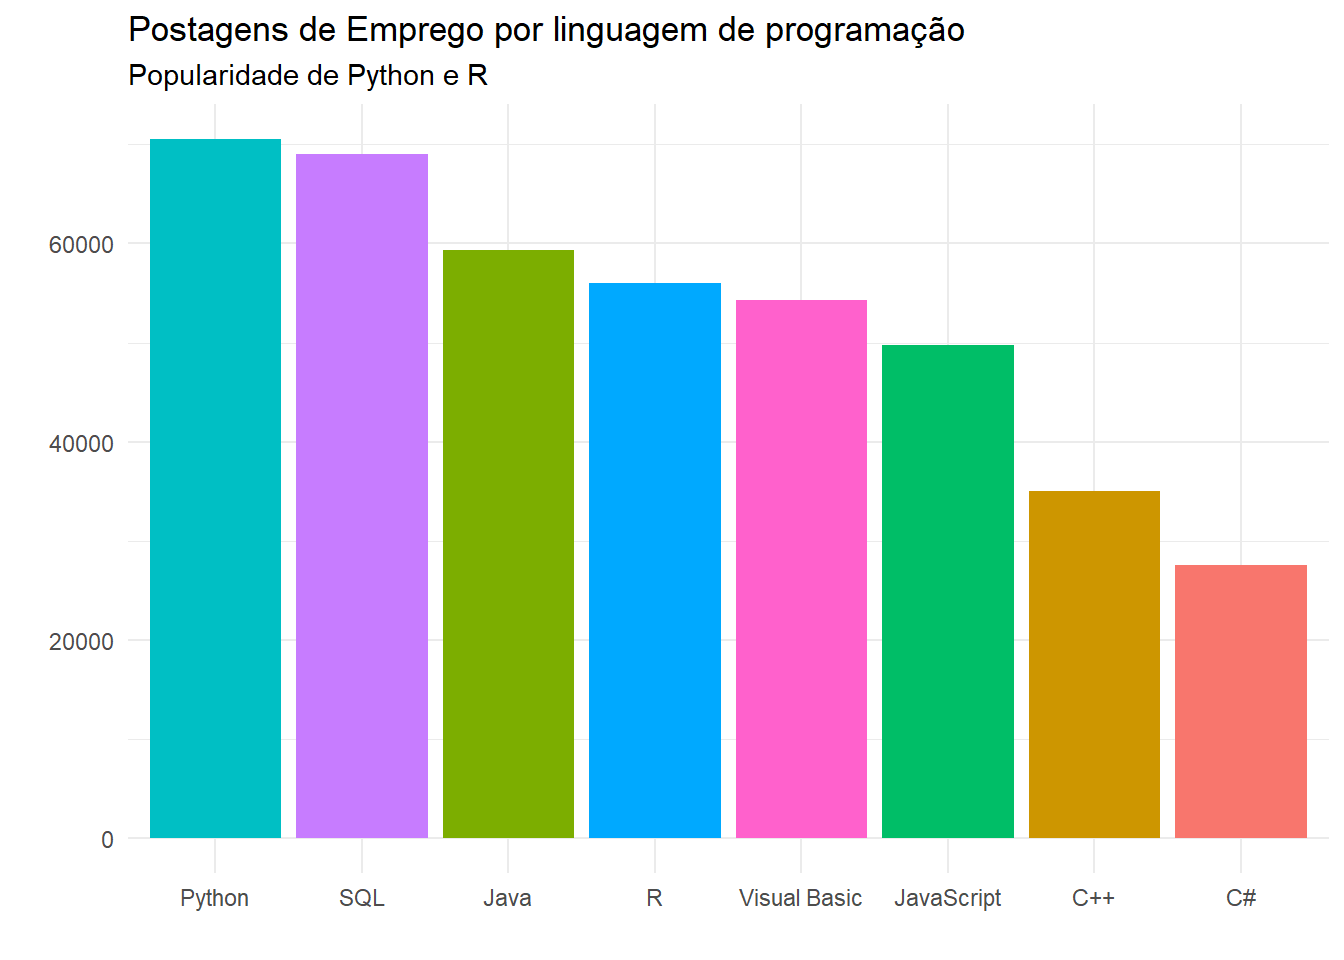 Postagens de Emprego por linguagem de programação
Popularidade de Python e R
60000
40000
20000
0
Python SQL Java R Visual Basic JavaScript C++ C#